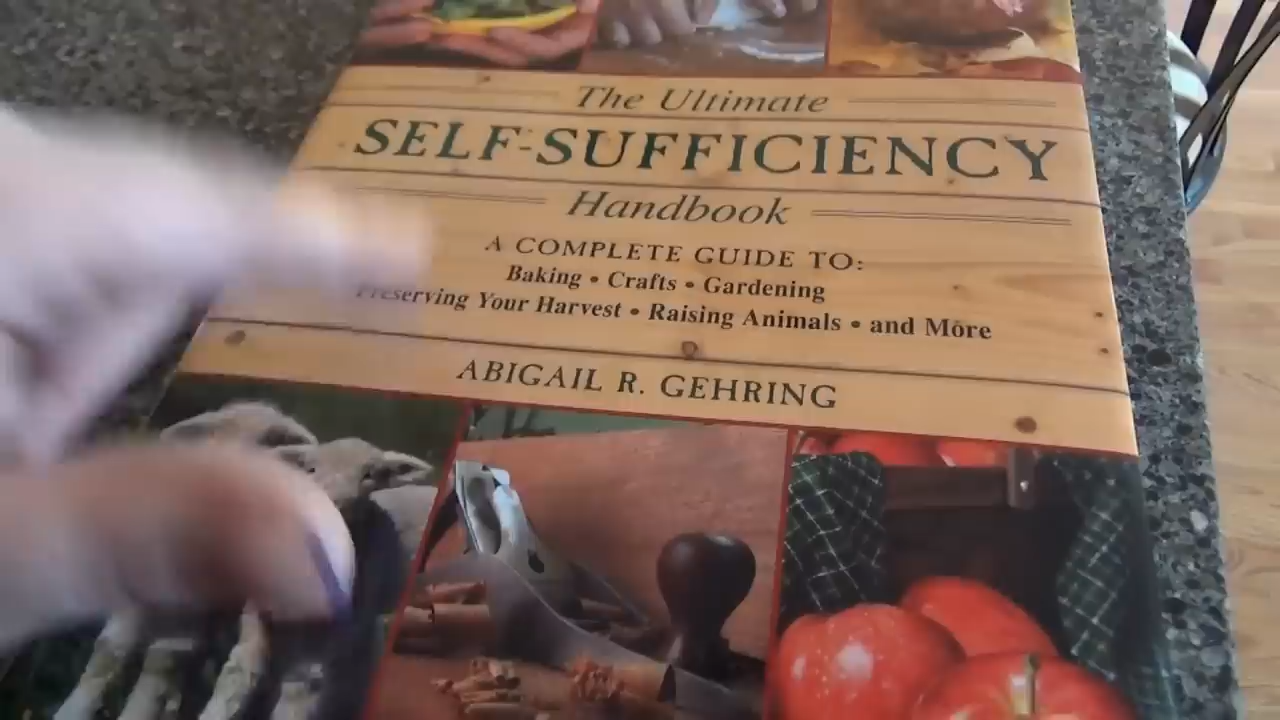 The Ultimate
SELF-SUFFICIENCY
Handbook
A COMPLETE GUIDE TO:
Baking • Crafts • Gardening
Preserving Your Harvest • Raising Animals • and More
ABIGAIL R. GEHRING